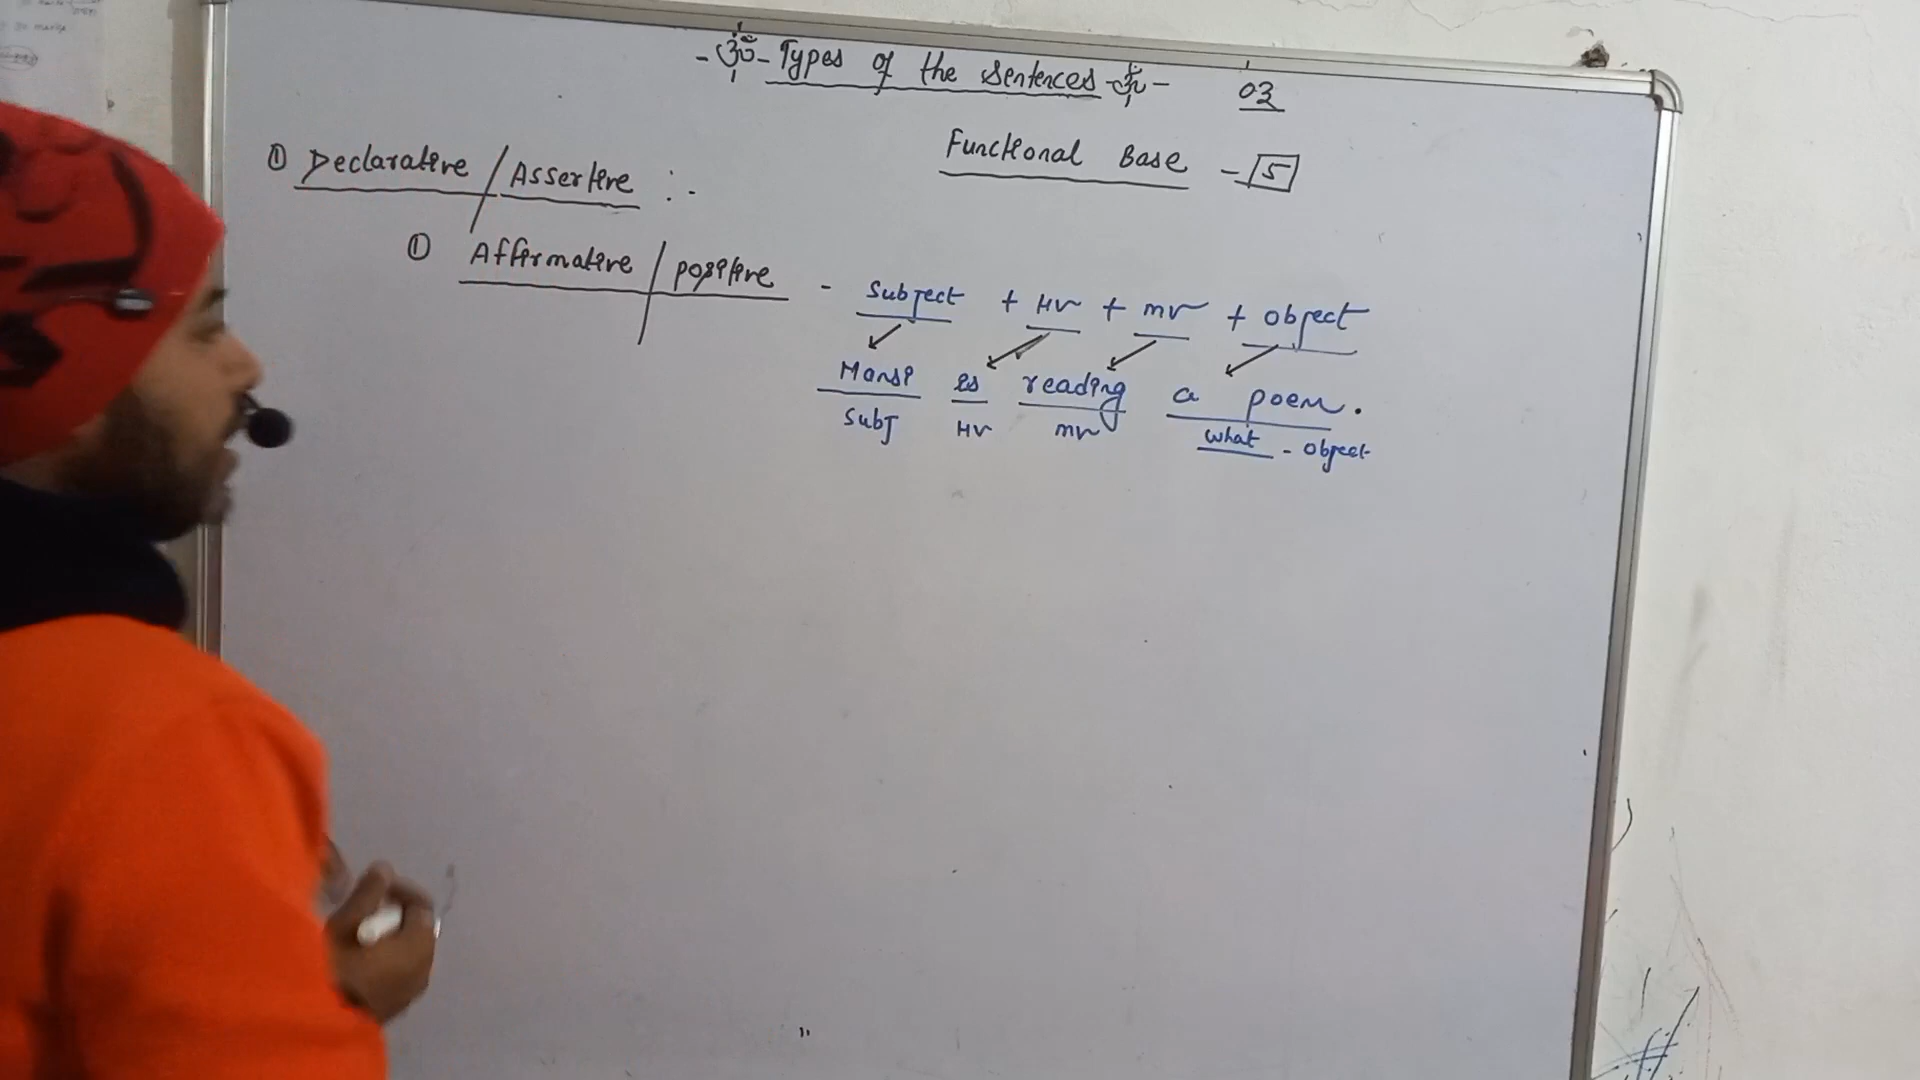 - ॐ - Types of the sentences - ॐ - 03
Functional Base - 5
① Declarative / Assertive :-
① Affirmative / positive - Subject + HV + mv + object
Mansi is reading a poem.
Subj HV mv what - object